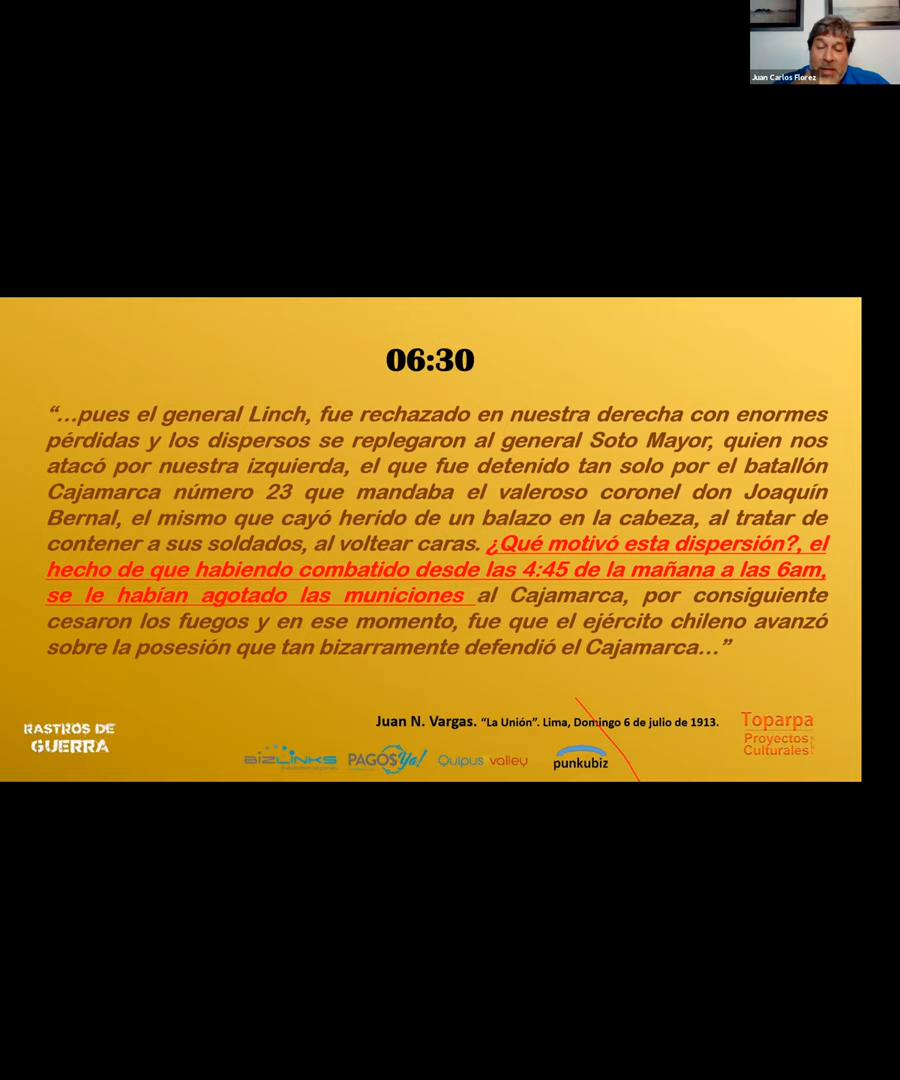 Juan Carlos Florez
06:30
“...pues el general Linch, fue rechazado en nuestra derecha con enormes
pérdidas y los dispersos se replegaron al general Soto Mayor, quien nos
atacó por nuestra izquierda, el que fue detenido tan solo por el batallón
Cajamarca número 23 que mandaba el valeroso coronel don Joaquín
Bernal, el mismo que cayó herido de un balazo en la cabeza, al tratar de
contener a sus soldados, al voltear caras. ¿Qué motivó esta dispersión?, el
hecho de que habiendo combatido desde las 4:45 de la mañana a las 6am,
se le habían agotado las municiones al Cajamarca, por consiguiente
cesaron los fuegos y en ese momento, fue que el ejército chileno avanzó
sobre la posesión que tan bizarramente defendió el Cajamarca...”
Juan N. Vargas. “La Unión”. Lima, Domingo 6 de julio de 1913.
RASTROS DE
GUERRA
BIZLINKS
PAGOS Ya!
Quipus valley
punkubiz
Toparpa
Proyectos
Culturales